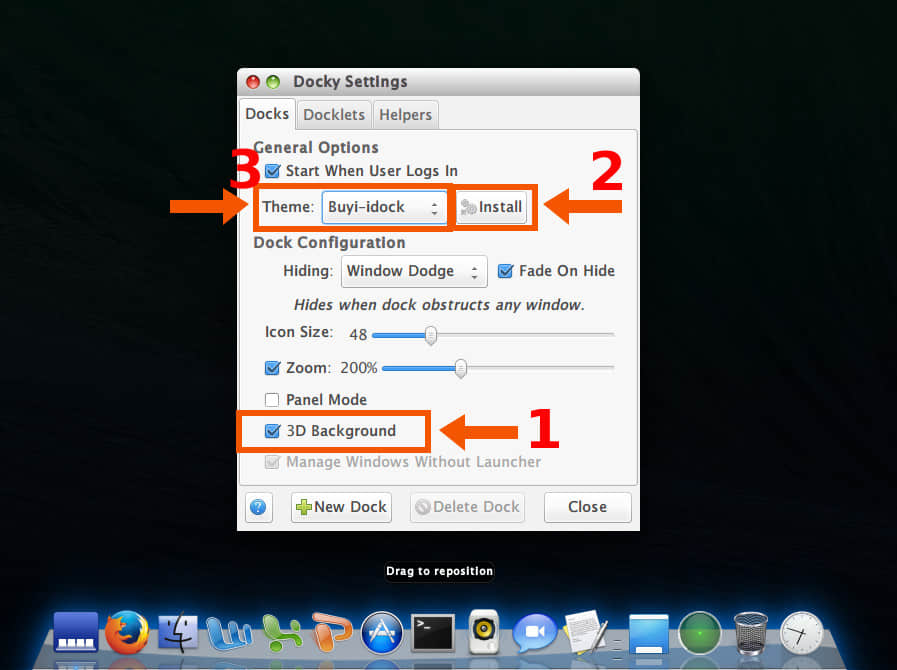 Docky Settings
Docks Docklets Helpers
General Options
3
Start When User Logs In
2
Theme: Buyi-idock Install
Dock Configuration
Hiding: Window Dodge Fade On Hide
Hides when dock obstructs any window.
Icon Size: 48
Zoom: 200%
Panel Mode
3D Background
1
Manage Windows Without Launcher
? New Dock Delete Dock Close
Drag to reposition
>_